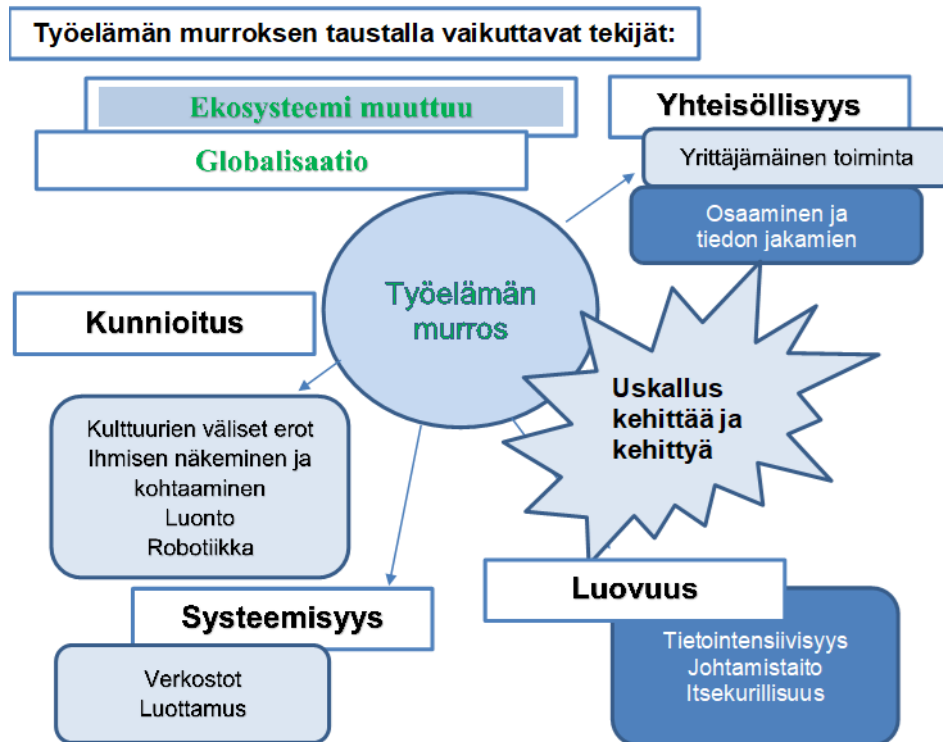 Työelämän murroksen taustalla vaikuttavat tekijät:
Ekosysteemi muuttuu
Globalisaatio
Yhteisöllisyys
Yrittäjämäinen toiminta
Osaaminen ja
tiedon jakamien
Työelämän
murros
Kunnioitus
Kulttuurien väliset erot
Ihmisen näkeminen ja
kohtaaminen
Luonto
Robotiikka
Uskallus
kehittää ja
kehittyä
Systeemisyys
Verkostot
Luottamus
Luovuus
Tietointensiivisyys
Johtamistaito
Itsekurillisuus